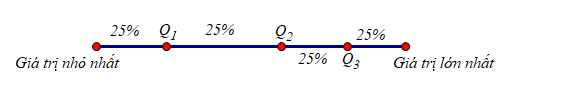 25% Q1 25% Q2 25%
Giá trị nhỏ nhất 25% Q3 Giá trị lớn nhất